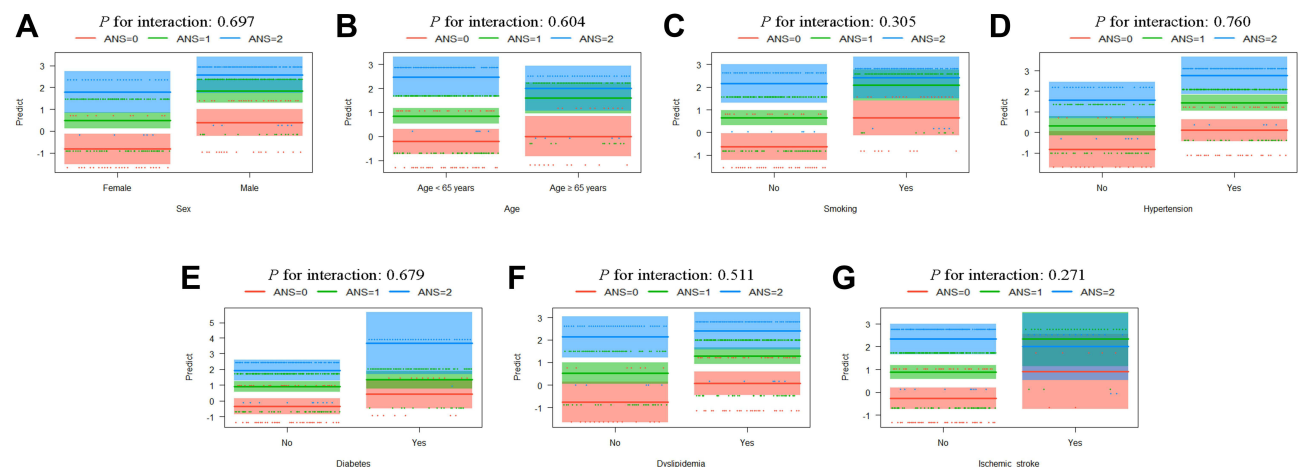 A
P for interaction: 0.697
ANS=0 ANS=1 ANS=2
Predict
3
2
1
0
-1
Female Male
Sex
B
P for interaction: 0.604
ANS=0 ANS=1 ANS=2
Predict
3
2
1
0
-1
Age < 65 years Age ≥ 65 years
Age
C
P for interaction: 0.305
ANS=0 ANS=1 ANS=2
Predict
3
2
1
0
-1
No Yes
Smoking
D
P for interaction: 0.760
ANS=0 ANS=1 ANS=2
Predict
3
2
1
0
-1
No Yes
Hypertension
E
P for interaction: 0.679
ANS=0 ANS=1 ANS=2
Predict
5
4
3
2
1
0
-1
No Yes
Diabetes
F
P for interaction: 0.511
ANS=0 ANS=1 ANS=2
Predict
3
2
1
0
-1
No Yes
Dyslipidemia
G
P for interaction: 0.271
ANS=0 ANS=1 ANS=2
Predict
3
2
1
0
-1
No Yes
Ischemic stroke